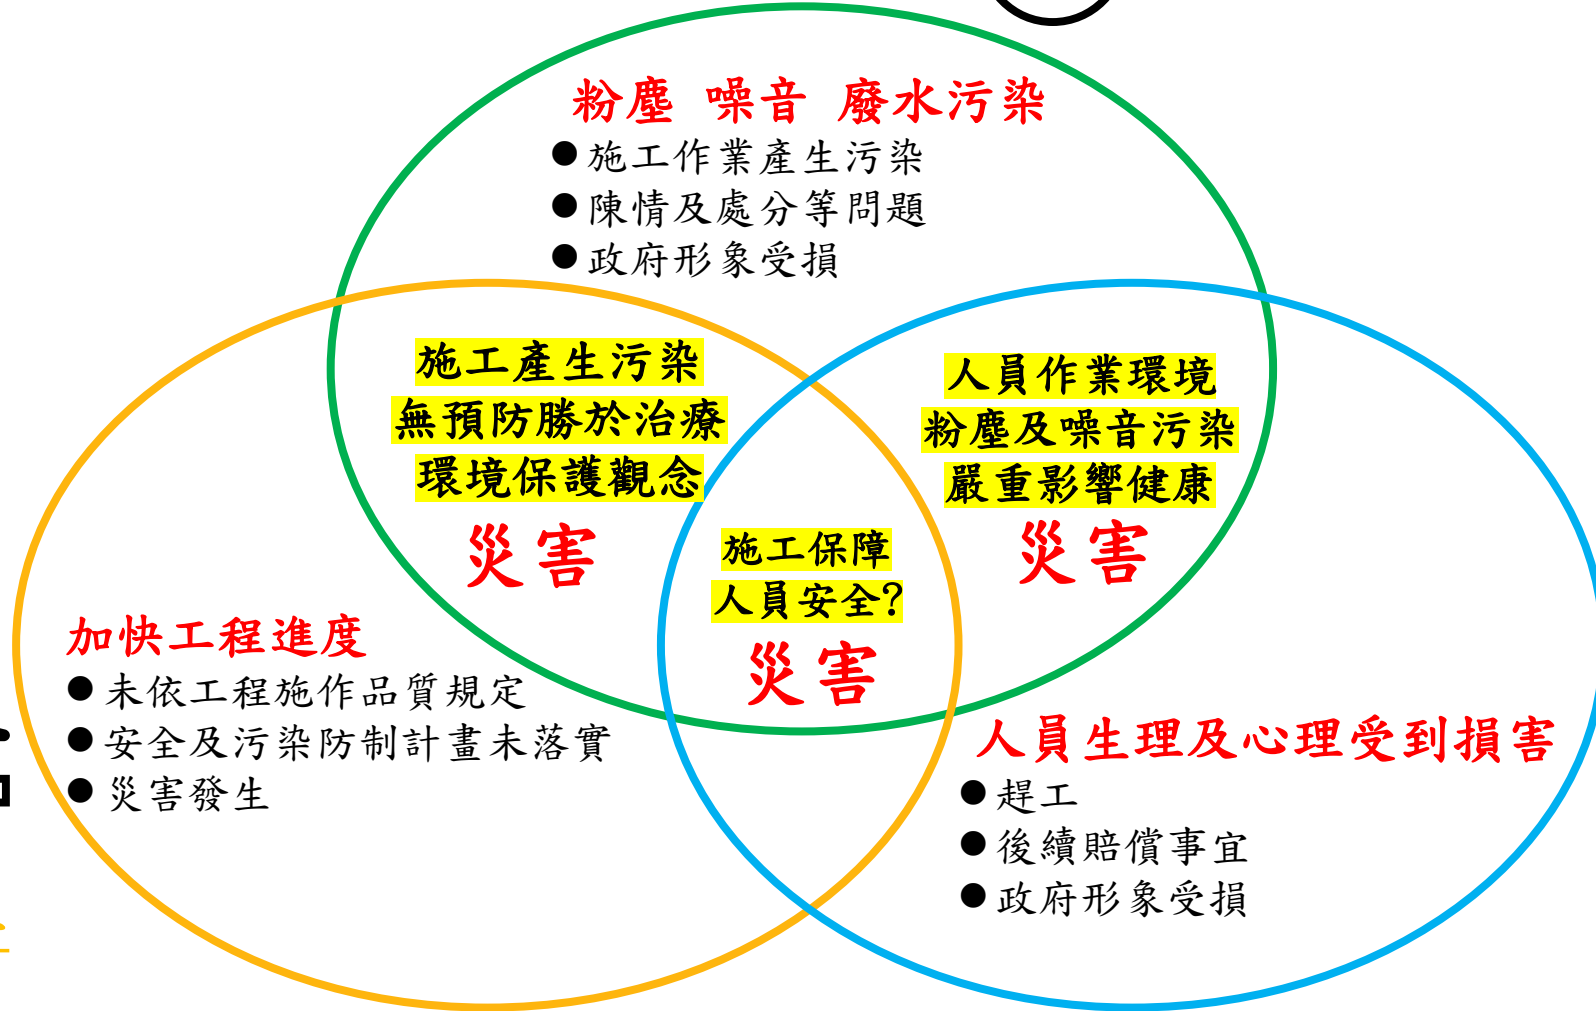 粉塵 噪音 廢水污染
●施工作業產生污染
●陳情及處分等問題
●政府形象受損
施工產生污染
無預防勝於治療
環境保護觀念
災害
人員作業環境
粉塵及噪音污染
嚴重影響健康
災害
施工保障
人員安全?
災害
加快工程進度
●未依工程施作品質規定
●安全及污染防制計畫未落實
●災害發生
人員生理及心理受到損害
●趕工
●後續賠償事宜
●政府形象受損